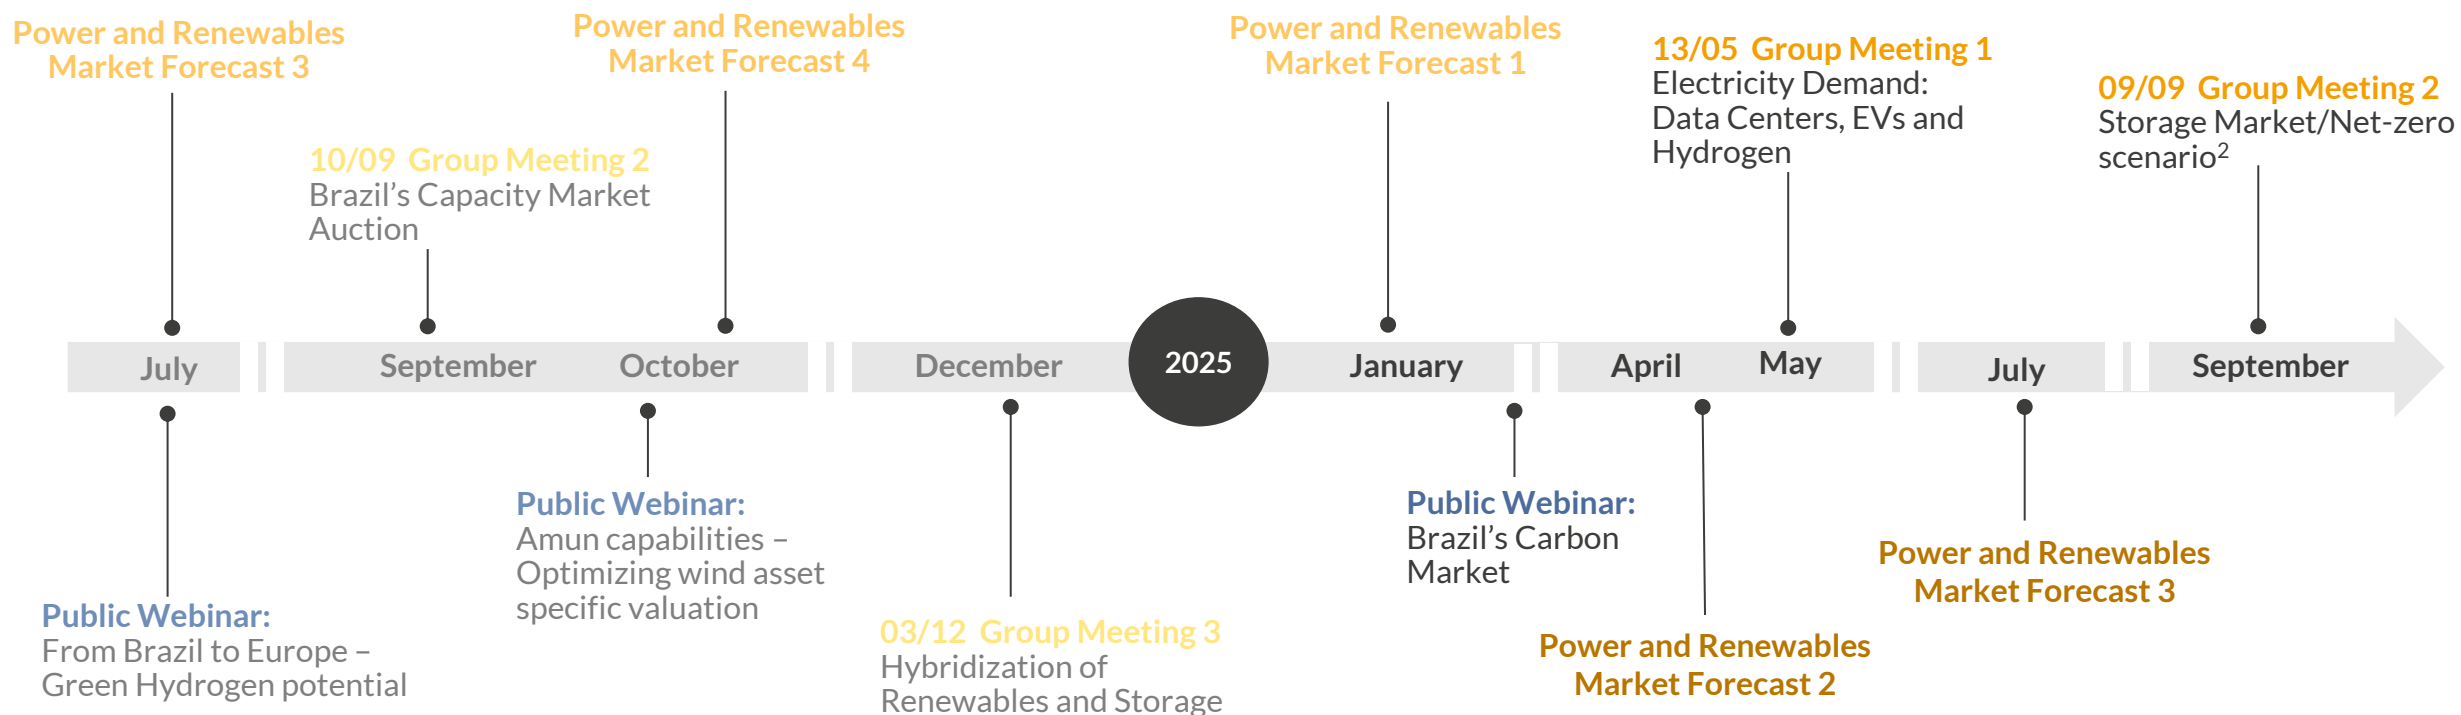 Power and Renewables
Market Forecast 3
10/09  Group Meeting 2
Brazil’s Capacity Market
Auction
Power and Renewables
Market Forecast 4
Power and Renewables
Market Forecast 1
13/05  Group Meeting 1
Electricity Demand:
Data Centers, EVs and
Hydrogen
09/09  Group Meeting 2
Storage Market/Net-zero
scenario²
July
September
October
December
2025
January
April
May
July
September
Public Webinar:
From Brazil to Europe –
Green Hydrogen potential
Public Webinar:
Amun capabilities –
Optimizing wind asset
specific valuation
03/12  Group Meeting 3
Hybridization of
Renewables and Storage
Public Webinar:
Brazil’s Carbon
Market
Power and Renewables
Market Forecast 2
Power and Renewables
Market Forecast 3